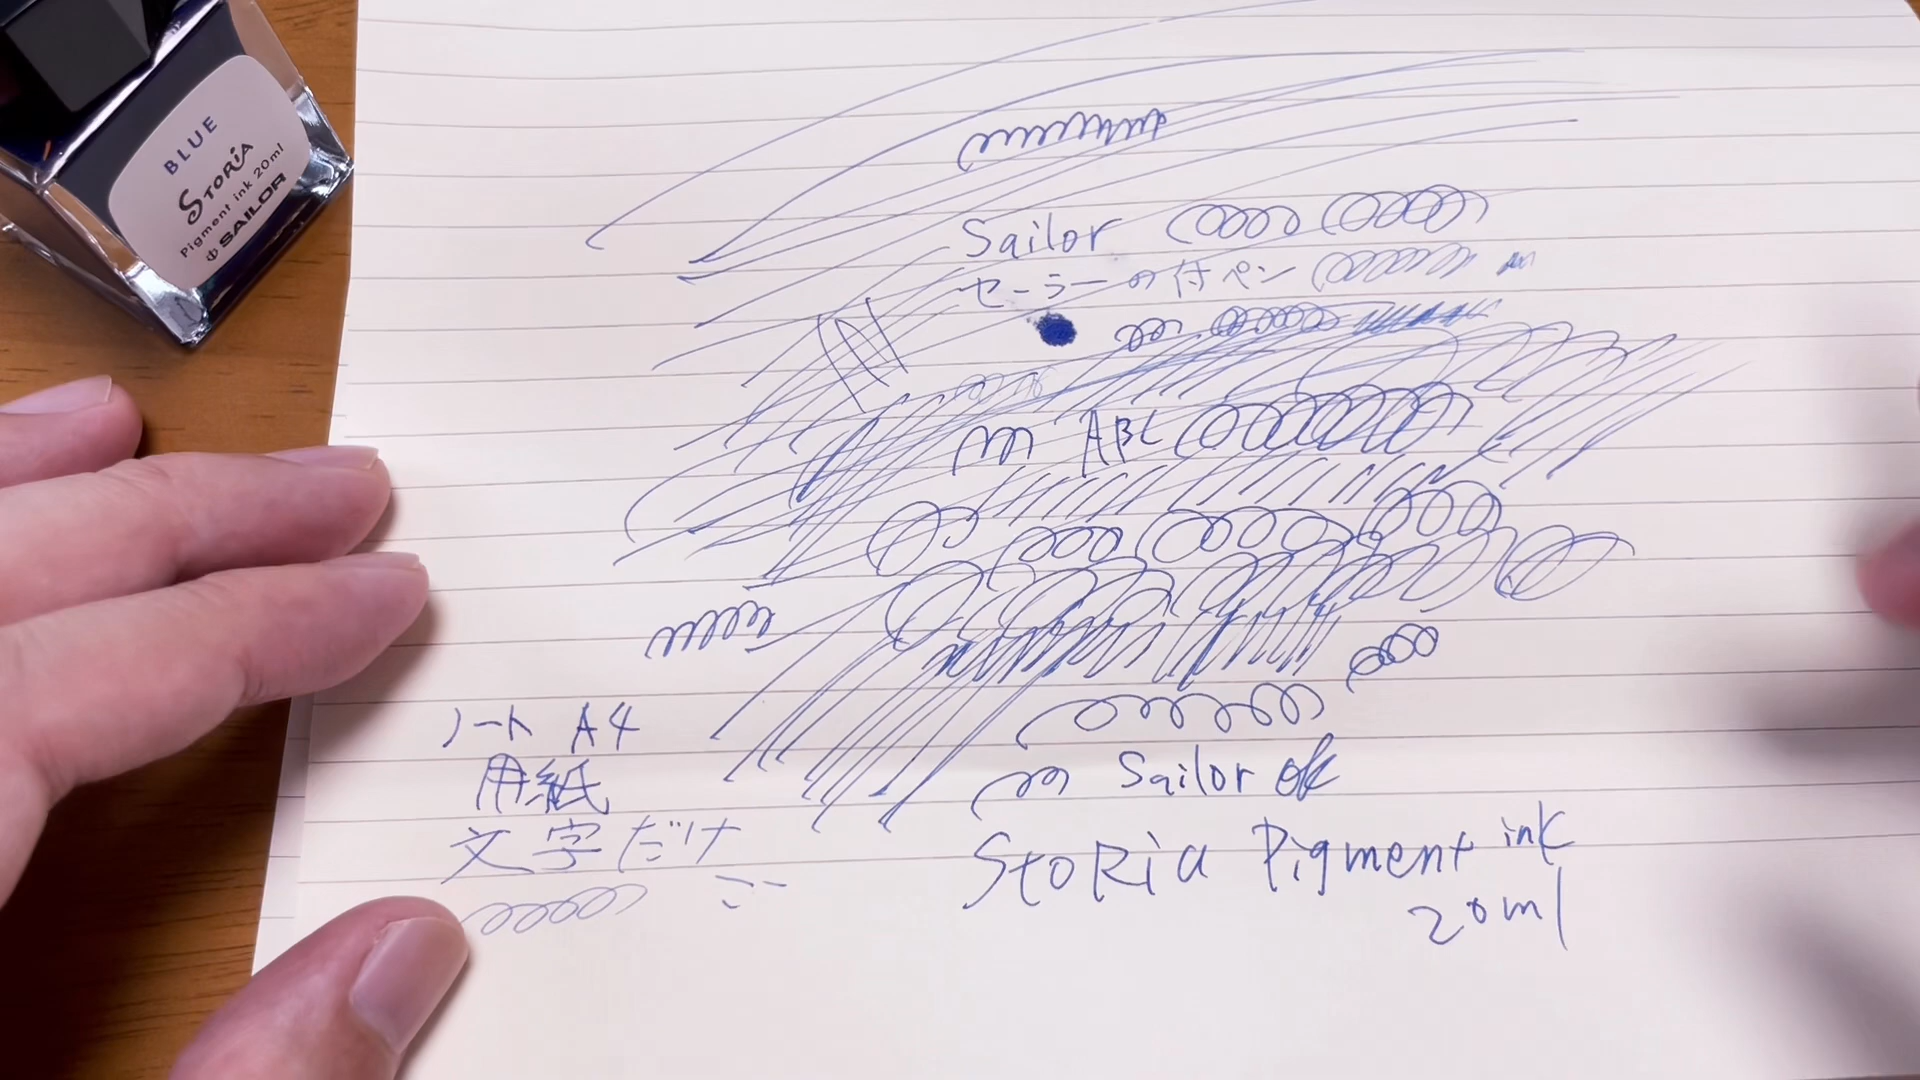 BLUE
STORiA
Pigment ink 20ml
SAILOR
Sailor
セーラーの付ペン
ABC
ノート A4
用紙
文字だけ
Sailor ok
StoRia Pigment ink
20ml